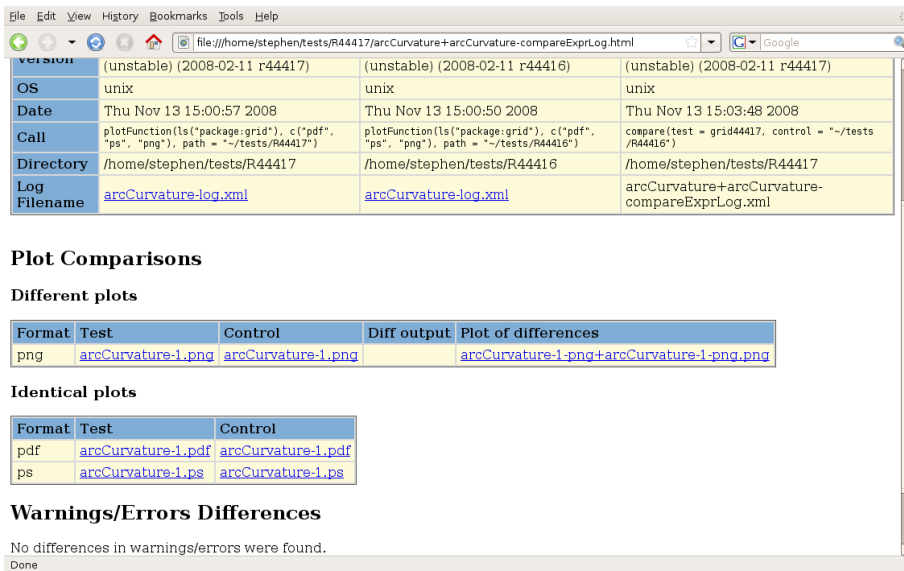 File Edit View History Bookmarks Tools Help
file:///home/stephen/tests/R44417/arcCurvature+arcCurvature-compareExprLog.html
G Google
Version (unstable) (2008-02-11 r44417) (unstable) (2008-02-11 r44416) (unstable) (2008-02-11 r44417)
OS unix unix unix
Date Thu Nov 13 15:00:57 2008 Thu Nov 13 15:00:50 2008 Thu Nov 13 15:03:48 2008
Call plotFunction(ls("package:grid"), c("pdf", plotFunction(ls("package:grid"), c("pdf", compare(test = grid44417, control = "~/tests
"ps", "png"), path = "~/tests/R44417") "ps", "png"), path = "~/tests/R44416") /R44416")
Directory /home/stephen/tests/R44417 /home/stephen/tests/R44416 /home/stephen/tests/R44417
Log Filename arcCurvature-log.xml arcCurvature-log.xml arcCurvature+arcCurvature-
compareExprLog.xml
Plot Comparisons
Different plots
Format Test Control Diff output Plot of differences
png arcCurvature-1.png arcCurvature-1.png arcCurvature-1-png+arcCurvature-1-png.png
Identical plots
Format Test Control
pdf arcCurvature-1.pdf arcCurvature-1.pdf
ps arcCurvature-1.ps arcCurvature-1.ps
Warnings/Errors Differences
No differences in warnings/errors were found.
Done